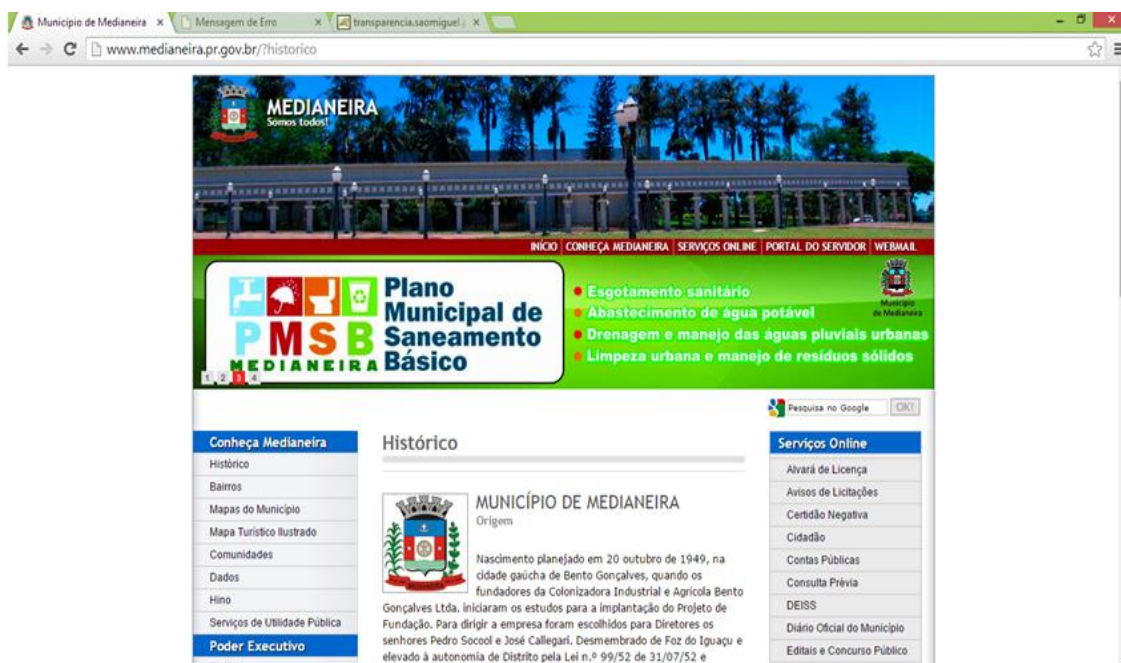 Município de Medianeira
Mensagem de Erro
transparencia.saomiguel.
www.medianeira.pr.gov.br/?historico
MEDIANEIRA
Somos todos!
INÍCIO CONHEÇA MEDIANEIRA SERVIÇOS ONLINE PORTAL DO SERVIDOR WEBMAIL
PMSB
MEDIANEIRA
Plano
Municipal de
Saneamento
Básico
Esgotamento sanitário
Abastecimento de água potável
Drenagem e manejo das águas pluviais urbanas
Limpeza urbana e manejo de resíduos sólidos
Município
de Medianeira
1 2 3 4
Pesquisa no Google OK!
Conheça Medianeira
Histórico
Bairros
Mapas do Município
Mapa Turístico Ilustrado
Comunidades
Dados
Hino
Serviços de Utilidade Pública
Poder Executivo
Histórico
MUNICÍPIO DE MEDIANEIRA
Origem
Nascimento planejado em 20 outubro de 1949, na
cidade gaúcha de Bento Gonçalves, quando os
fundadores da Colonizadora Industrial e Agrícola Bento
Gonçalves Ltda. iniciaram os estudos para a implantação do Projeto de
Fundação. Para dirigir a empresa foram escolhidos para Diretores os
senhores Pedro Socool e José Callegari. Desmembrado de Foz do Iguaçu e
elevado à autonomia de Distrito pela Lei n.º 99/52 de 31/07/52 e
Serviços Online
Alvará de Licença
Avisos de Licitações
Certidão Negativa
Cidadão
Contas Públicas
Consulta Prévia
DEISS
Diário Oficial do Município
Editais e Concurso Público